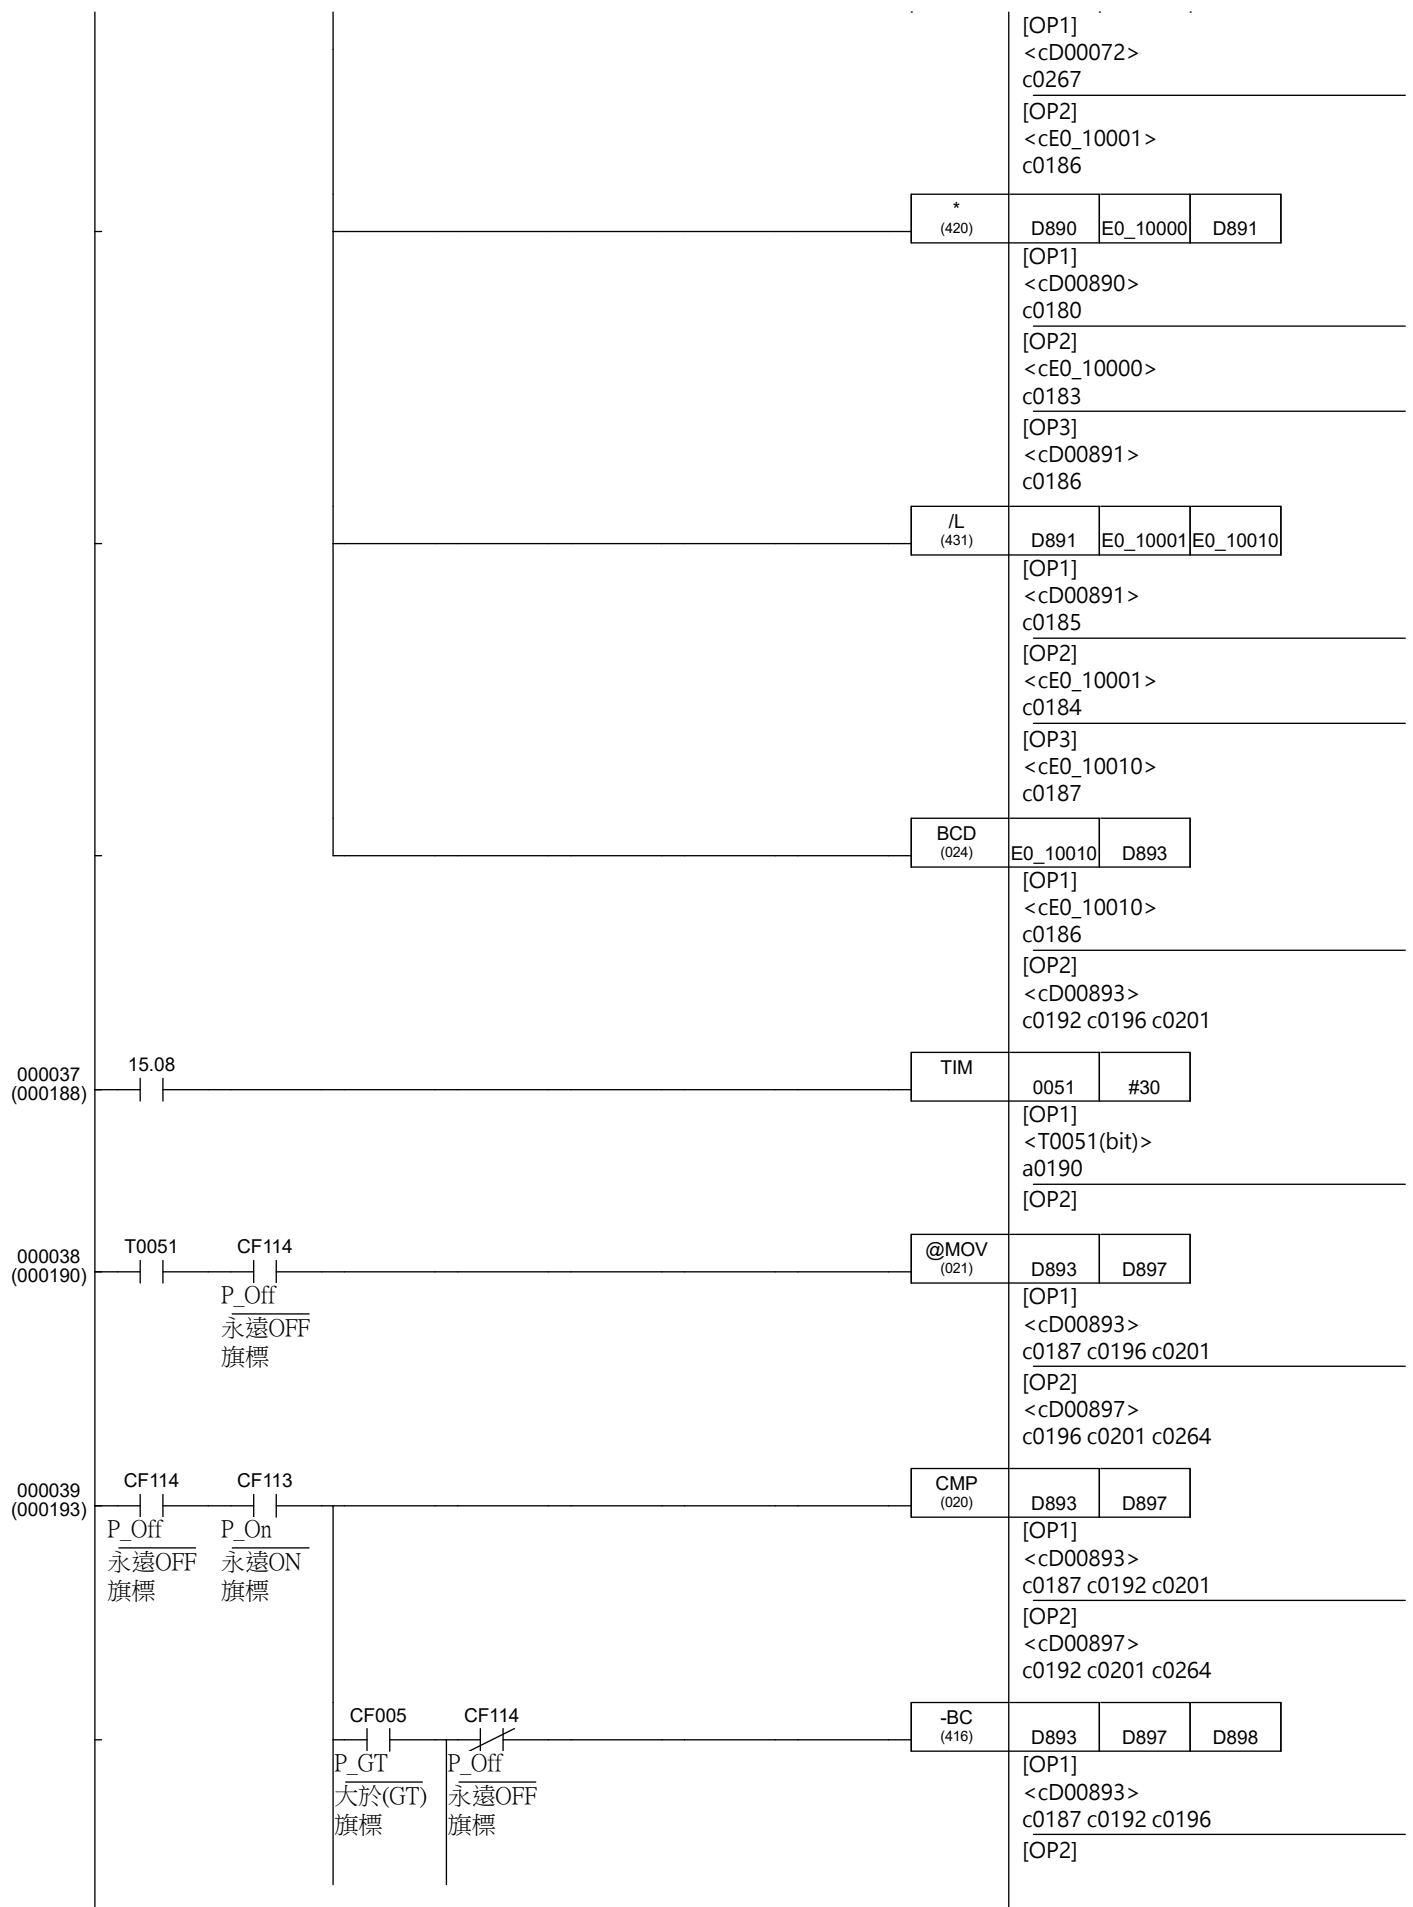 [OP1]
<cD00072>
c0267
[OP2]
<cE0_10001>
c0186
*
(420) D890 E0_10000 D891
[OP1]
<cD00890>
c0180
[OP2]
<cE0_10000>
c0183
[OP3]
<cD00891>
c0186
/L
(431) D891 E0_10001 E0_10010
[OP1]
<cD00891>
c0185
[OP2]
<cE0_10001>
c0184
[OP3]
<cE0_10010>
c0187
BCD
(024) E0_10010 D893
[OP1]
<cE0_10010>
c0186
[OP2]
<cD00893>
c0192 c0196 c0201
000037
(000188)
15.08
TIM
0051 #30
[OP1]
<T0051(bit)>
a0190
[OP2]
000038
(000190)
T0051 CF114
P_Off
永遠OFF
旗標
@MOV
(021) D893 D897
[OP1]
<cD00893>
c0187 c0196 c0201
[OP2]
<cD00897>
c0196 c0201 c0264
000039
(000193)
CF114 CF113
P_Off P_On
永遠OFF 永遠ON
旗標 旗標
CMP
(020) D893 D897
[OP1]
<cD00893>
c0187 c0192 c0201
[OP2]
<cD00897>
c0192 c0201 c0264
CF005 CF114
P_GT P_Off
大於(GT) 永遠OFF
旗標 旗標
-BC
(416) D893 D897 D898
[OP1]
<cD00893>
c0187 c0192 c0196
[OP2]